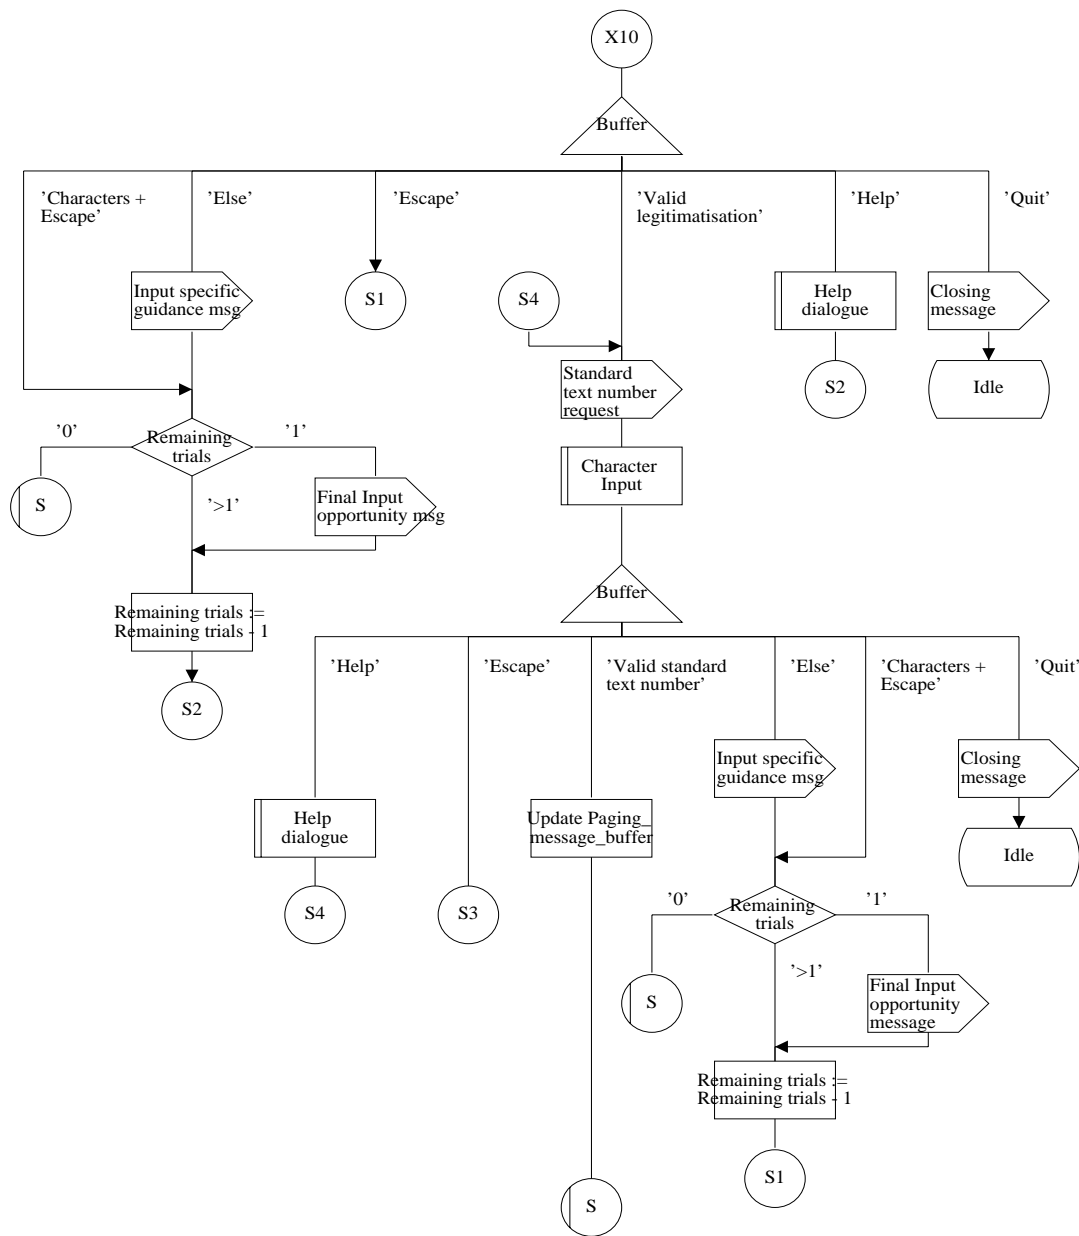 X10
Buffer
’Characters +
Escape’
’Else’
’Escape’
’Valid
legitimatisation’
’Help’
’Quit’
Input specific
guidance msg
S1
S4
Help
dialogue
Closing
message
Standard
text number
request
S2
Idle
’0’
Remaining
trials
’1’
Character
Input
S
’>1’
Final Input
opportunity msg
Buffer
Remaining trials :=
Remaining trials - 1
S2
’Help’
’Escape’
’Valid standard
text number’
’Else’
’Characters +
Escape’
’Quit’
Input specific
guidance msg
Closing
message
Help
dialogue
Update Paging_
message_buffer
Idle
S4
S3
’0’
Remaining
trials
’1’
S
’>1’
Final Input
opportunity
message
Remaining trials :=
Remaining trials - 1
S1
S